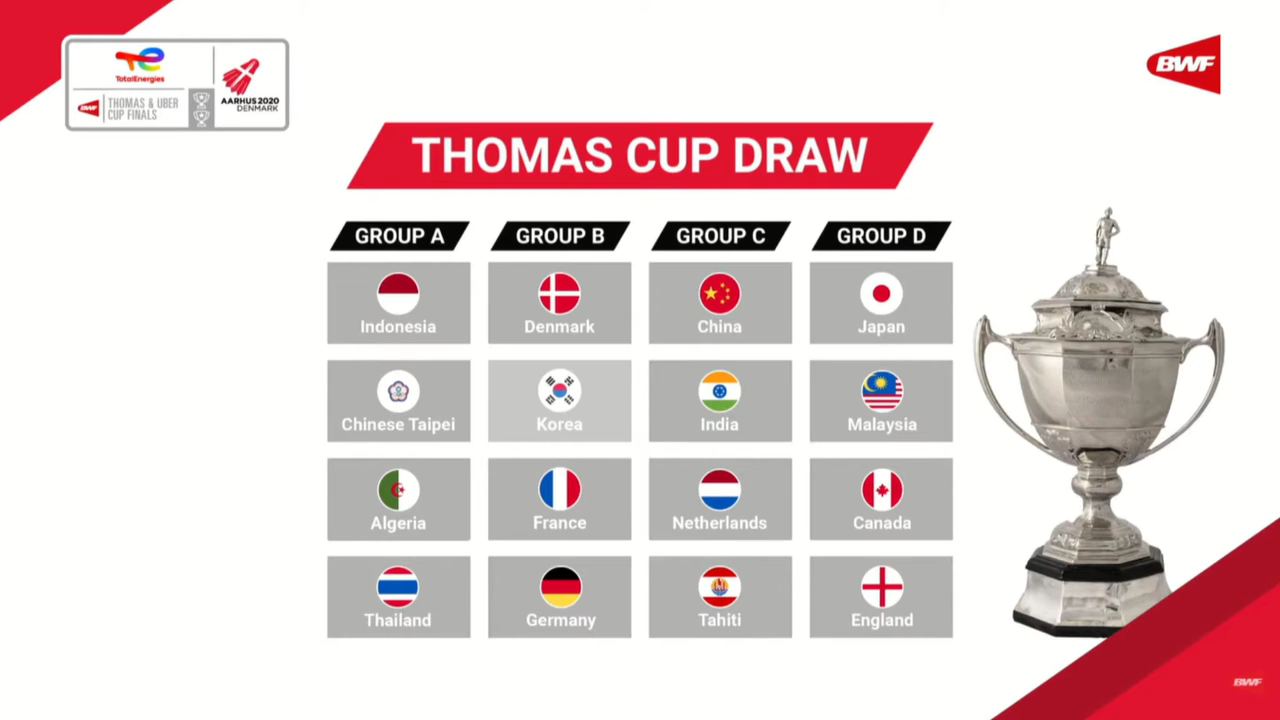 TotalEnergies
BWF
THOMAS & UBER
CUP FINALS
AARHUS 2020
DENMARK
BWF
THOMAS CUP DRAW
GROUP A
GROUP B
GROUP C
GROUP D
Indonesia
Denmark
China
Japan
Chinese Taipei
Korea
India
Malaysia
Algeria
France
Netherlands
Canada
Thailand
Germany
Tahiti
England
BWF